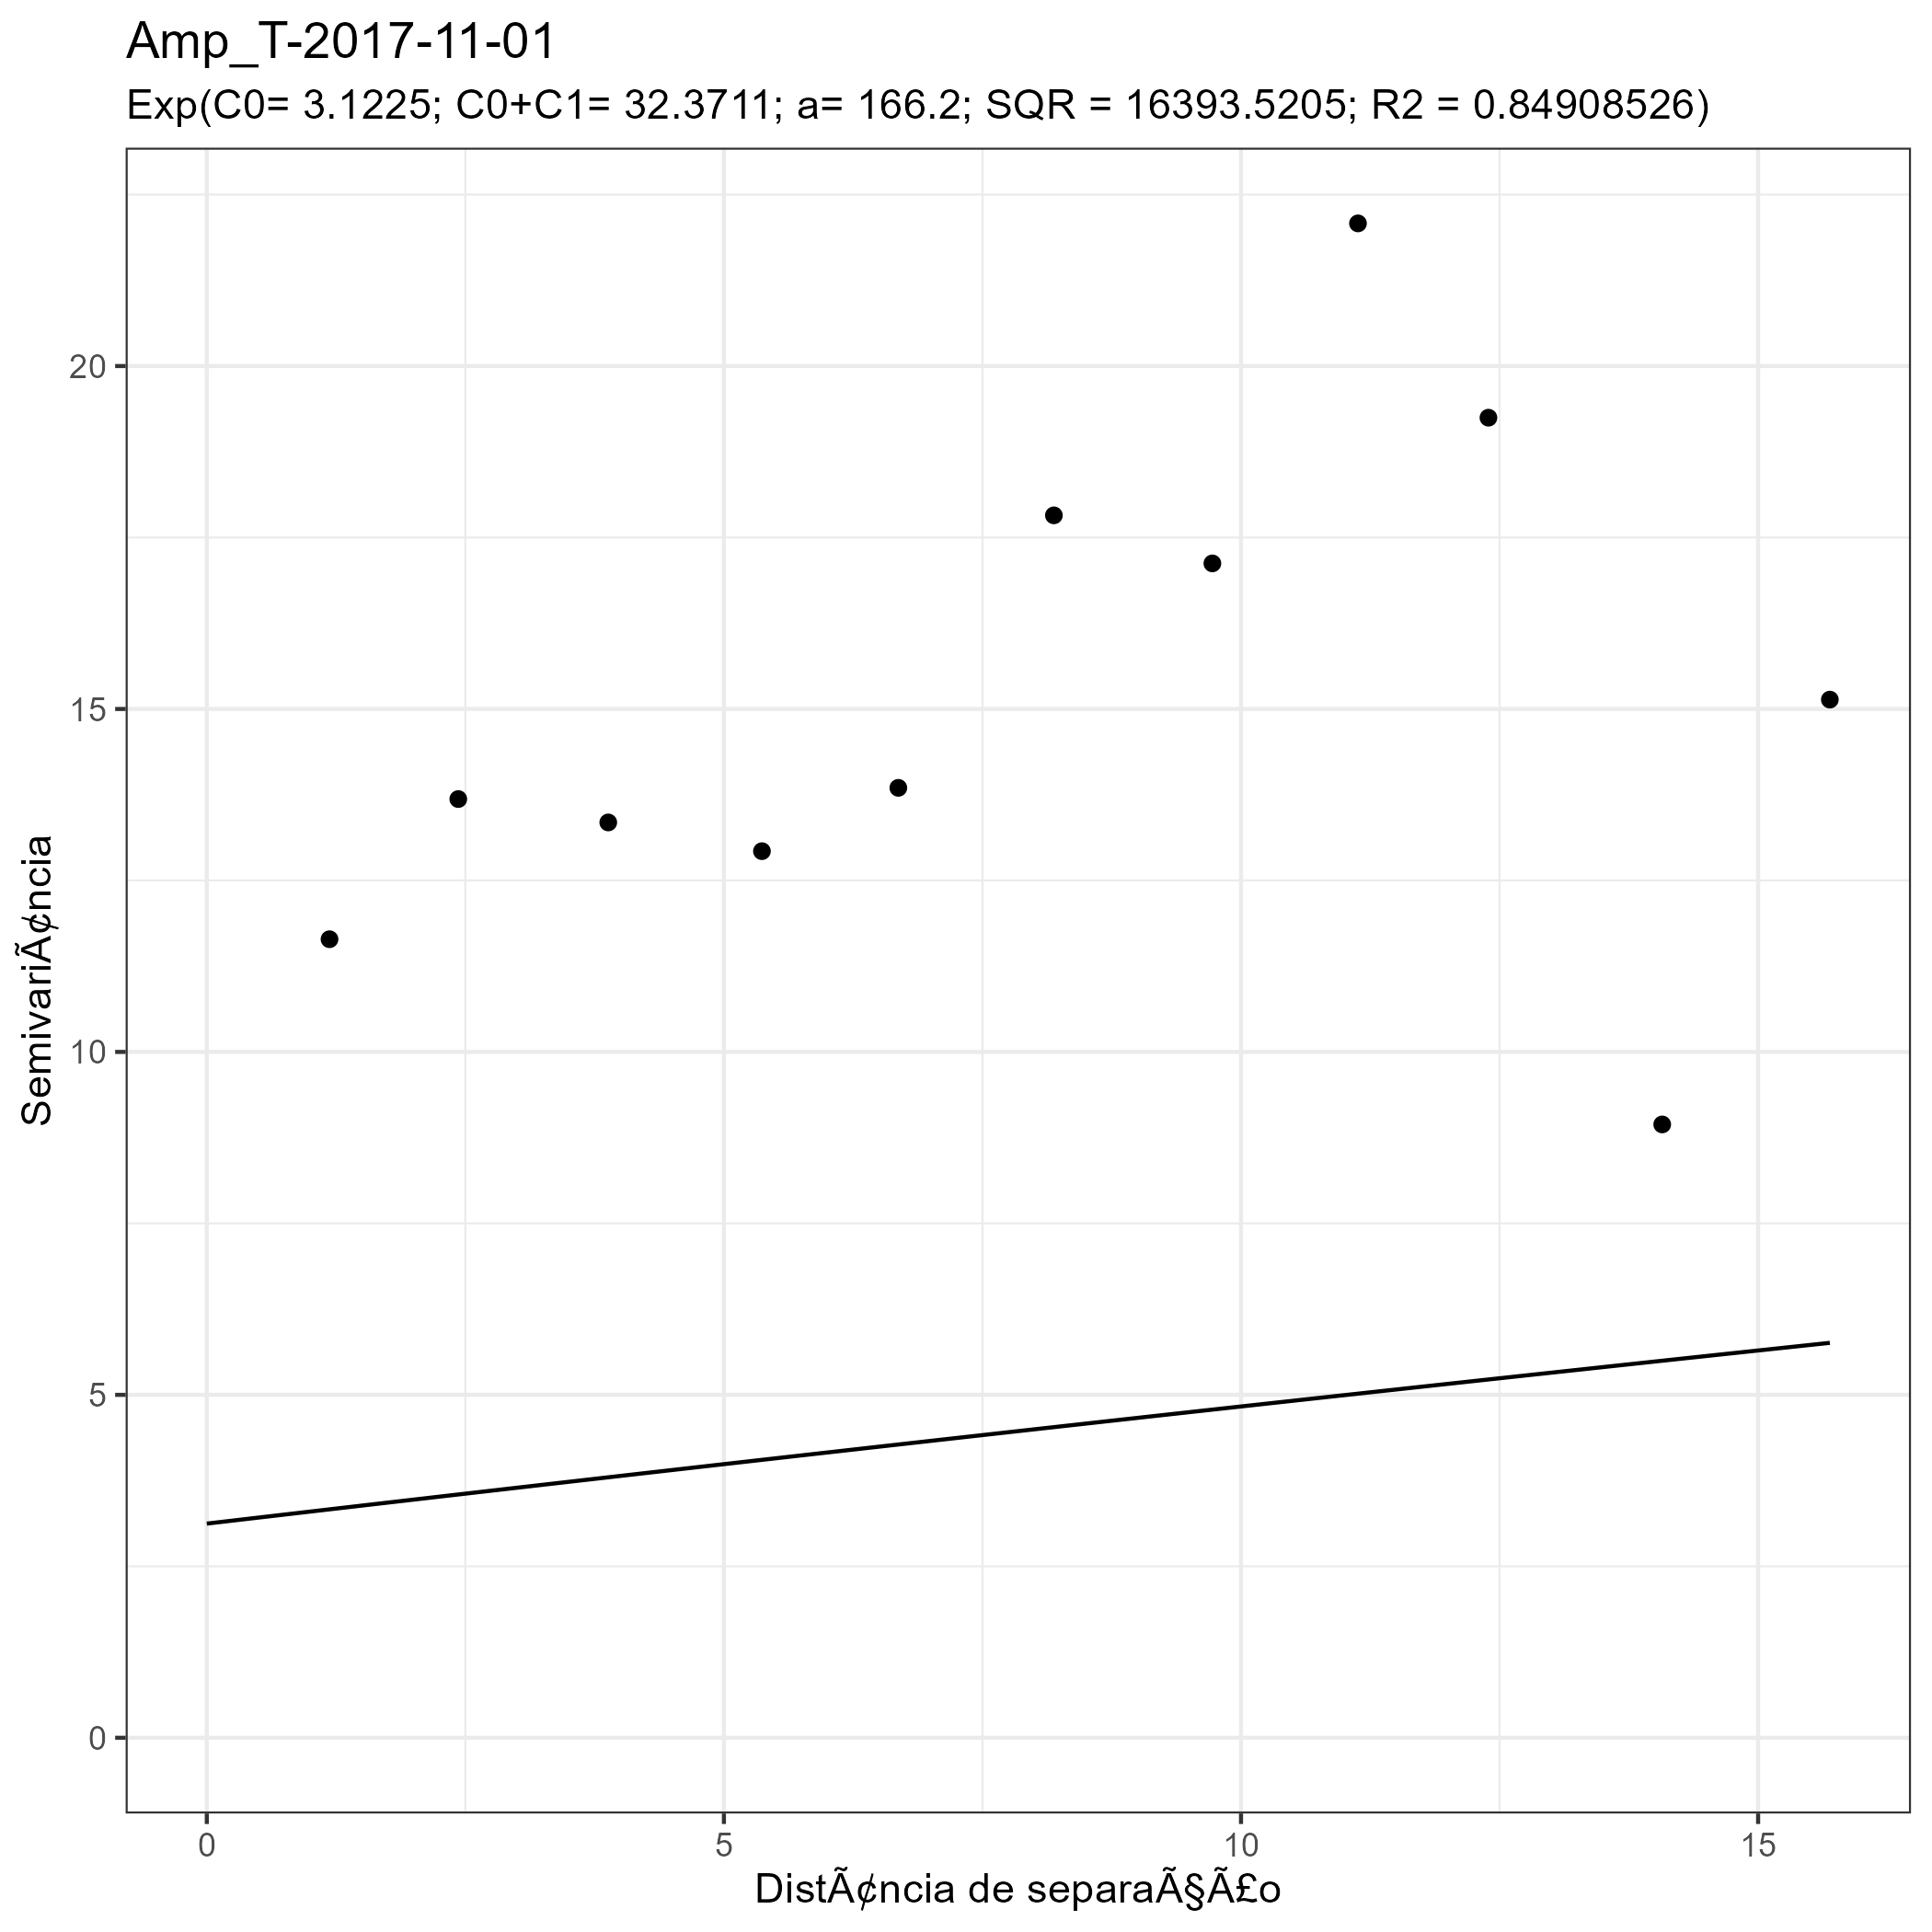 Amp_T-2017-11-01
Exp(C0= 3.1225; C0+C1= 32.3711; a= 166.2; SQR = 16393.5205; R2 = 0.84908526)
SemivariÃ¢ncia
20
15
10
5
0
0 5 10 15
DistÃ¢ncia de separaÃ§Ã£o